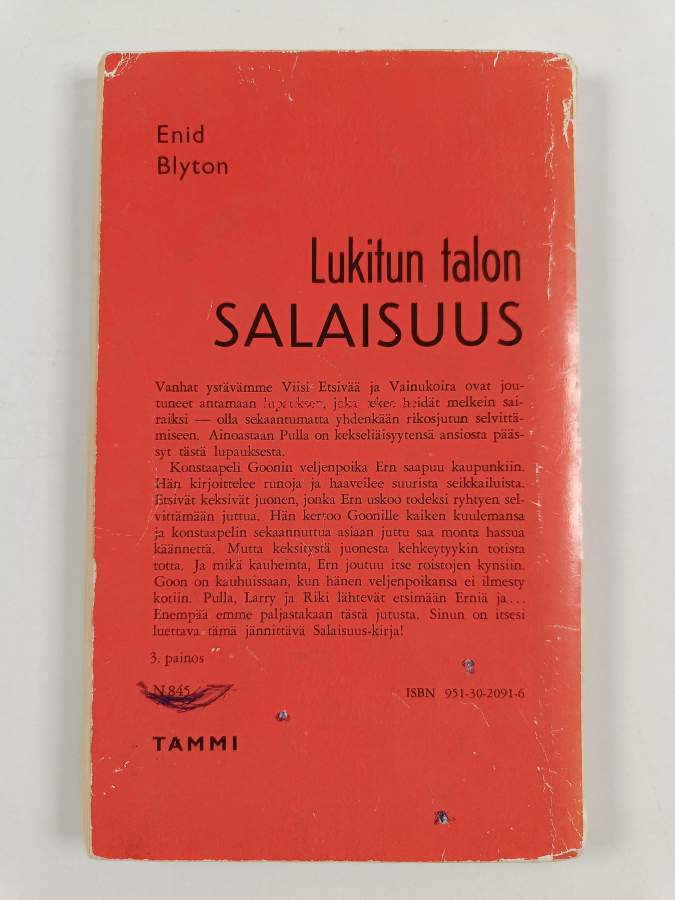 Enid
Blyton
Lukitun talon
SALAISUUS
Vanhat ystävämme Viisi Etsivää ja Vainukoira ovat jou-
tuneet antamaan lupauksen, joka tekee heidät melkein sai-
raiksi — olla sekaantumatta yhdenkään rikosjutun selvittä-
miseen. Ainoastaan Pulla on kekseliäisyytensä ansiosta pääs-
syt tästä lupauksesta.
Konstaapeli Goonin veljenpoika Ern saapuu kaupunkiin.
Hän kirjoittelee runoja ja haaveilee suurista seikkailuista.
Etsivät keksivät juonen, jonka Ern uskoo todeksi ryhtyen sel-
vittämään juttua. Hän kertoo Goonille kaiken kuulemansa
ja konstaapelin sekaannuttua asiaan juttu saa monta hassua
käännettä. Mutta keksitystä juonesta kehkeytyykin totista
totta. Ja mikä kauheinta, Ern joutuu itse roistojen kynsiin.
Goon on kauhuissaan, kun hänen veljenpoikansa ei ilmesty
kotiin. Pulla, Larry ja Riki lähtevät etsimään Erniä ja...
Enempää emme paljastakaan tästä jutusta. Sinun on itsesi
luettava tämä jännittävä Salaisuus-kirja!
3. painos
N 845
ISBN 951-30-2091-6
TAMMI